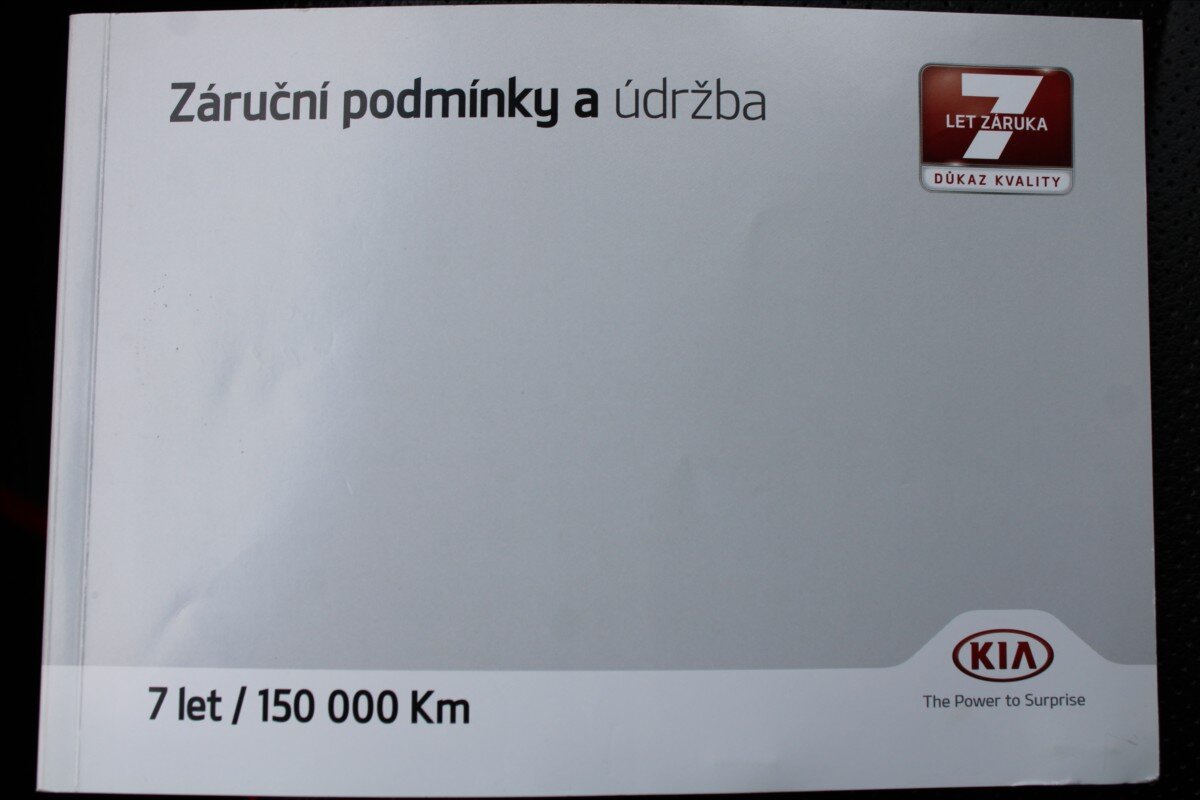 Záruční podmínky a údržba
7
LET ZÁRUKA
DŮKAZ KVALITY
7 let / 150 000 Km
KIA
The Power to Surprise